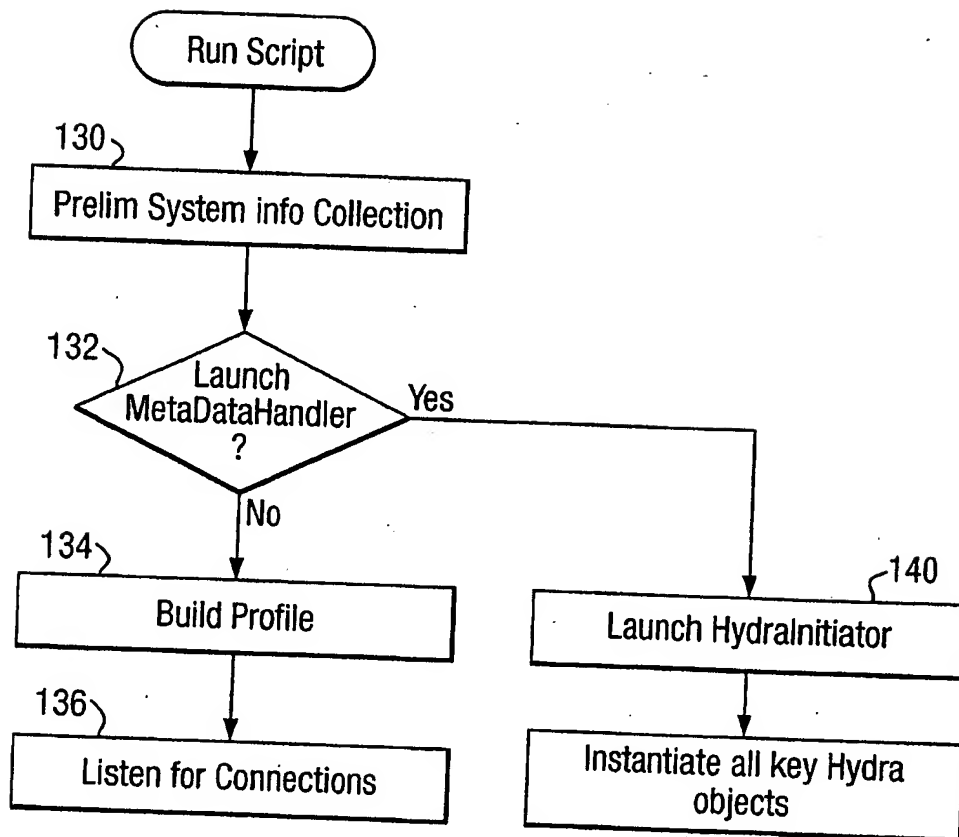 Run Script
130
Prelim System info Collection
132
Launch
MetaDataHandler
?
Yes
No
134
Build Profile
140
Launch HydraInitiator
136
Listen for Connections
Instantiate all key Hydra
objects